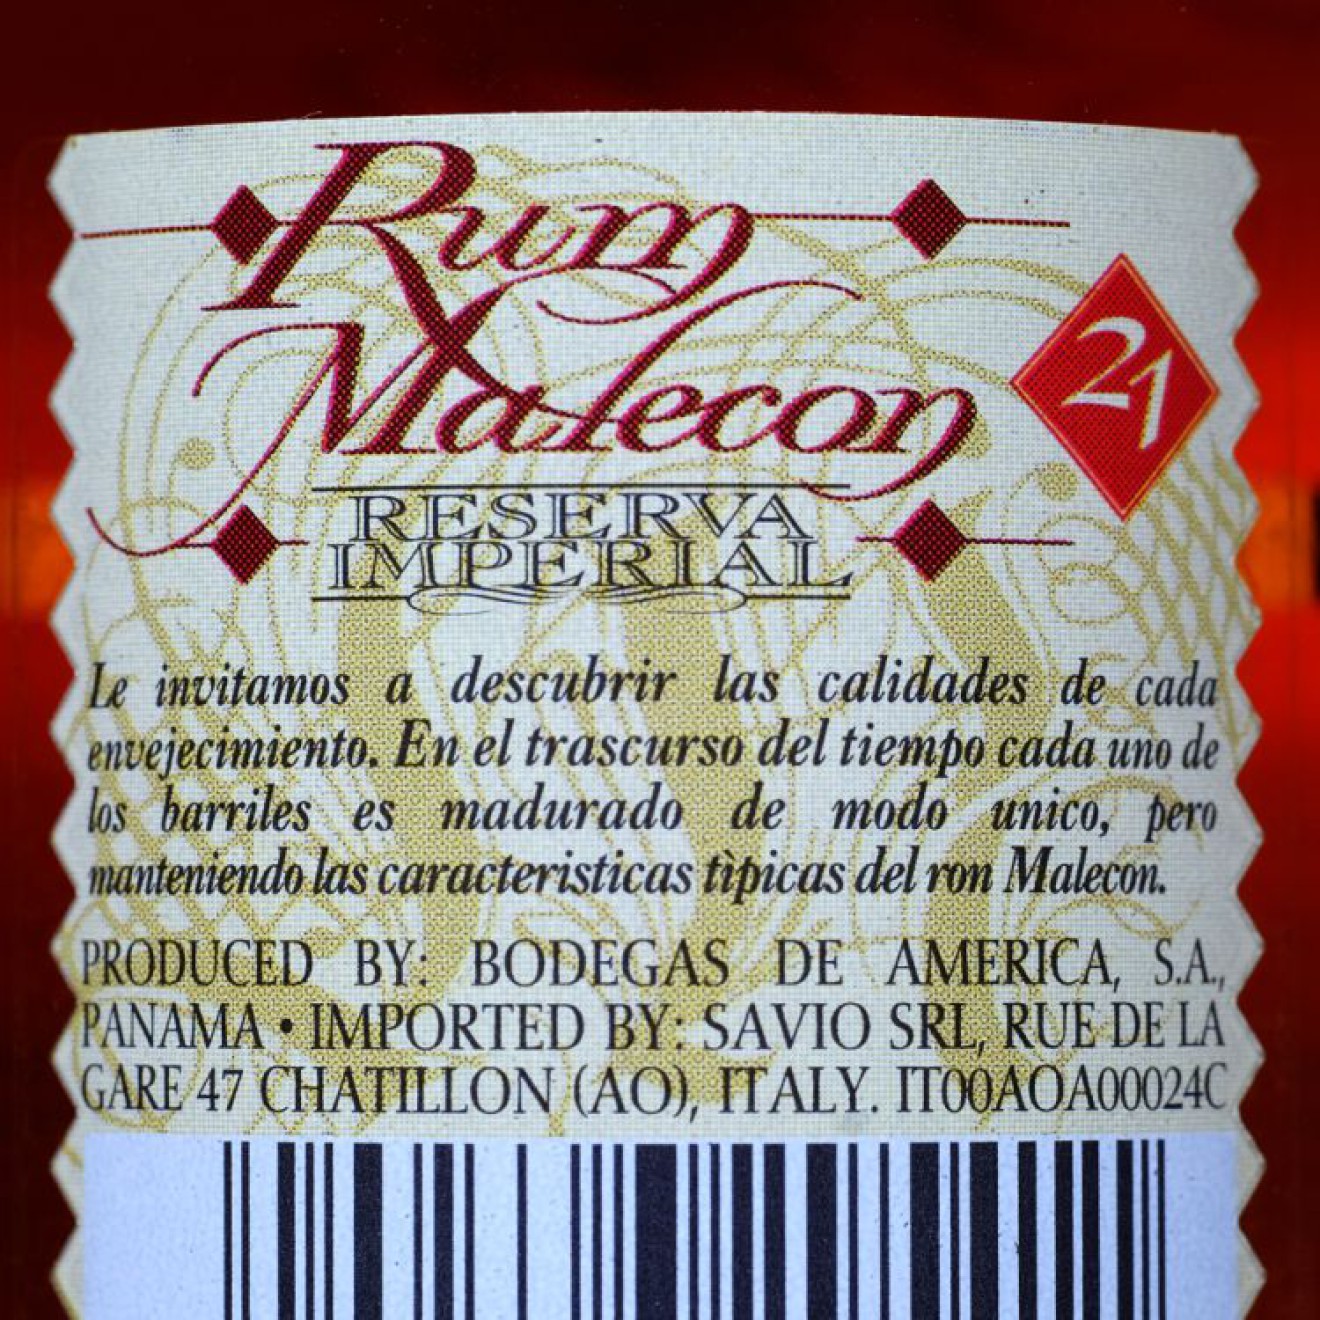 Rum
Malecon
21
RESERVA
IMPERIAL
Le invitamos a descubrir las calidades de cada
envejecimiento. En el trascurso del tiempo cada uno de
los barriles es madurado de modo unico, pero
manteniendo las caracteristicas tìpicas del ron Malecon.
PRODUCED BY: BODEGAS DE AMERICA, S.A.,
PANAMA • IMPORTED BY: SAVIO SRL, RUE DE LA
GARE 47 CHATILLON (AO), ITALY. IT00AOA00024C